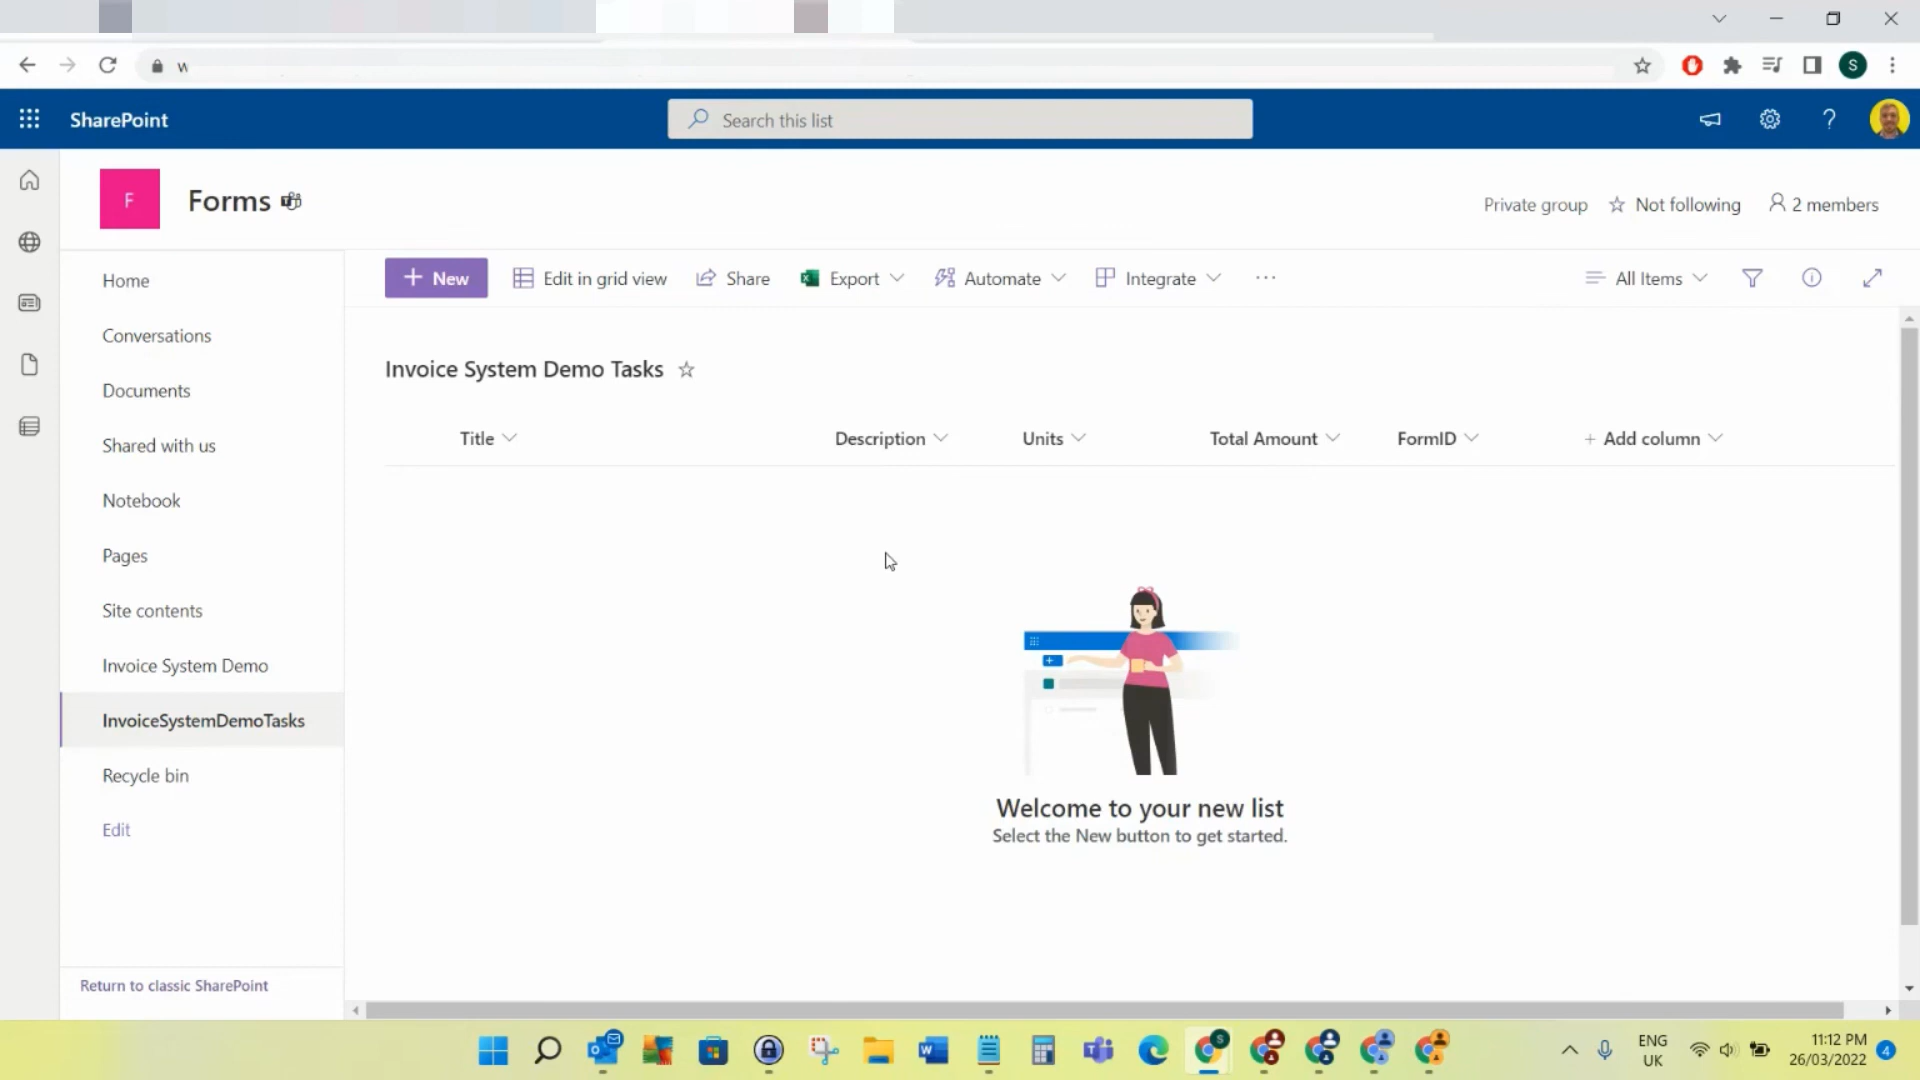 w
SharePoint
Search this list
S
F
Forms
Private group
Not following
2 members
+ New
Edit in grid view
Share
Export
Automate
Integrate
...
All Items
Home
Conversations
Documents
Shared with us
Notebook
Pages
Site contents
Invoice System Demo
InvoiceSystemDemoTasks
Recycle bin
Edit
Return to classic SharePoint
Invoice System Demo Tasks
Title
Description
Units
Total Amount
FormID
+ Add column
Welcome to your new list
Select the New button to get started.
ENG
UK
11:12 PM
26/03/2022
4